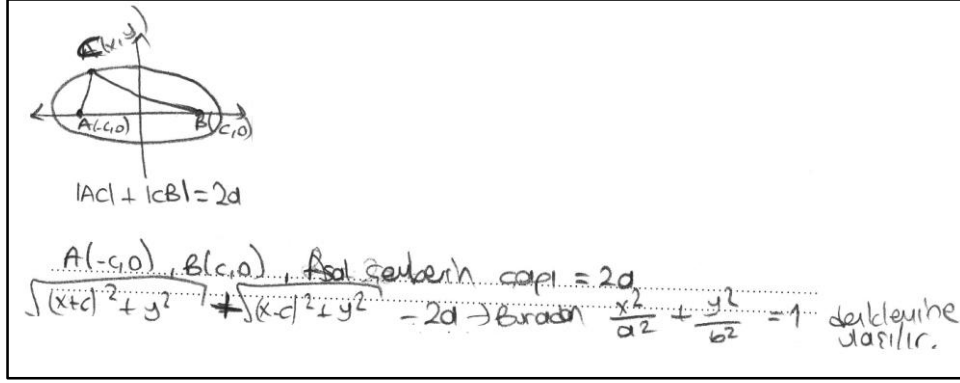 C(x,y)
A(-c,0) B(c,0)
|AC| + |CB| = 2a
A(-c,0), B(c,0), Asal çemberin çapı = 2a
√(x+c)²+y² + √(x-c)²+y² = 2a → Buradan x²/a² + y²/b² = 1 denklemine
ulaşılır.